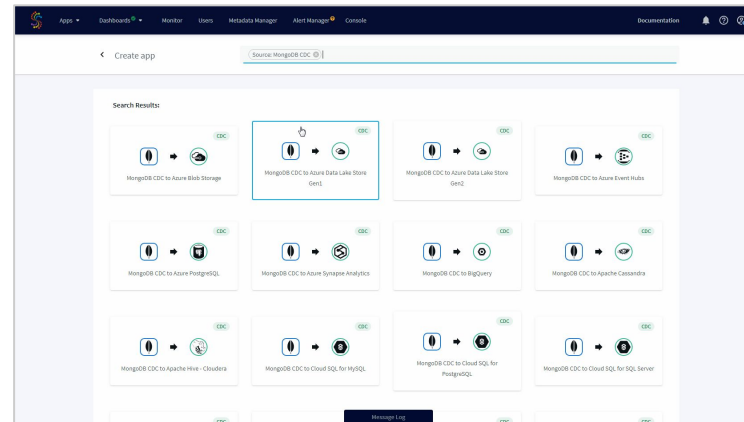 Apps Dashboards Monitor Users Metadata Manager Alert Manager Console Documentation
Create app
Source: MongoDB CDC
Search Results:
CDC CDC CDC CDC
MongoDB CDC to Azure Blob Storage
MongoDB CDC to Azure Data Lake Store
Gen1
MongoDB CDC to Azure Data Lake Store
Gen2
MongoDB CDC to Azure Event Hubs
CDC CDC CDC CDC
MongoDB CDC to Azure PostgreSQL
MongoDB CDC to Azure Synapse Analytics
MongoDB CDC to BigQuery
MongoDB CDC to Apache Cassandra
CDC CDC CDC CDC
MongoDB CDC to Apache Hive - Cloudera
MongoDB CDC to Cloud SQL for MySQL
MongoDB CDC to Cloud SQL for
PostgreSQL
MongoDB CDC to Cloud SQL for SQL Server
Message Log
CDC CDC CDC